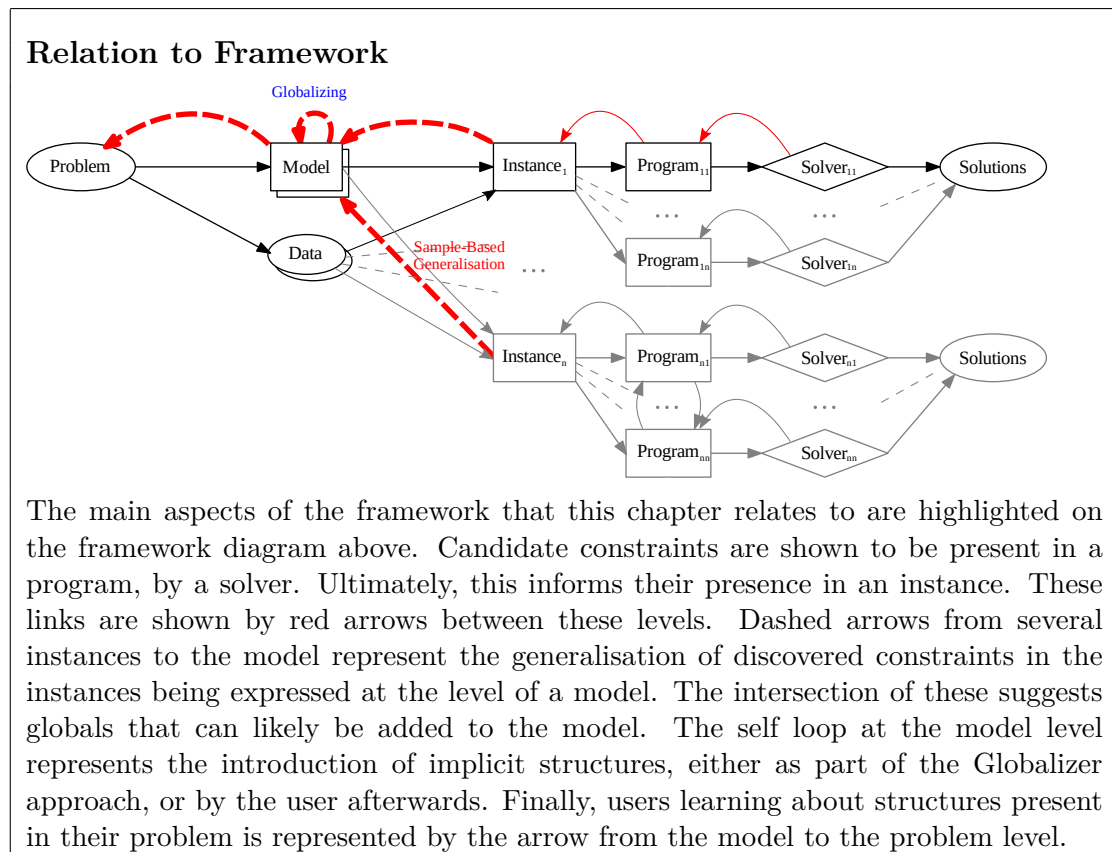 Relation to Framework
Globalizing
Problem
Model
Instance1
Program11
Solver11
Solutions
Data
Sample-Based
Generalisation
...
...
...
Program1n
Solver1n
Instancen
Programn1
Solvern1
Solutions
...
...
Programnn
Solvernn
The main aspects of the framework that this chapter relates to are highlighted on
the framework diagram above. Candidate constraints are shown to be present in a
program, by a solver. Ultimately, this informs their presence in an instance. These
links are shown by red arrows between these levels. Dashed arrows from several
instances to the model represent the generalisation of discovered constraints in the
instances being expressed at the level of a model. The intersection of these suggests
globals that can likely be added to the model. The self loop at the model level
represents the introduction of implicit structures, either as part of the Globalizer
approach, or by the user afterwards. Finally, users learning about structures present
in their problem is represented by the arrow from the model to the problem level.